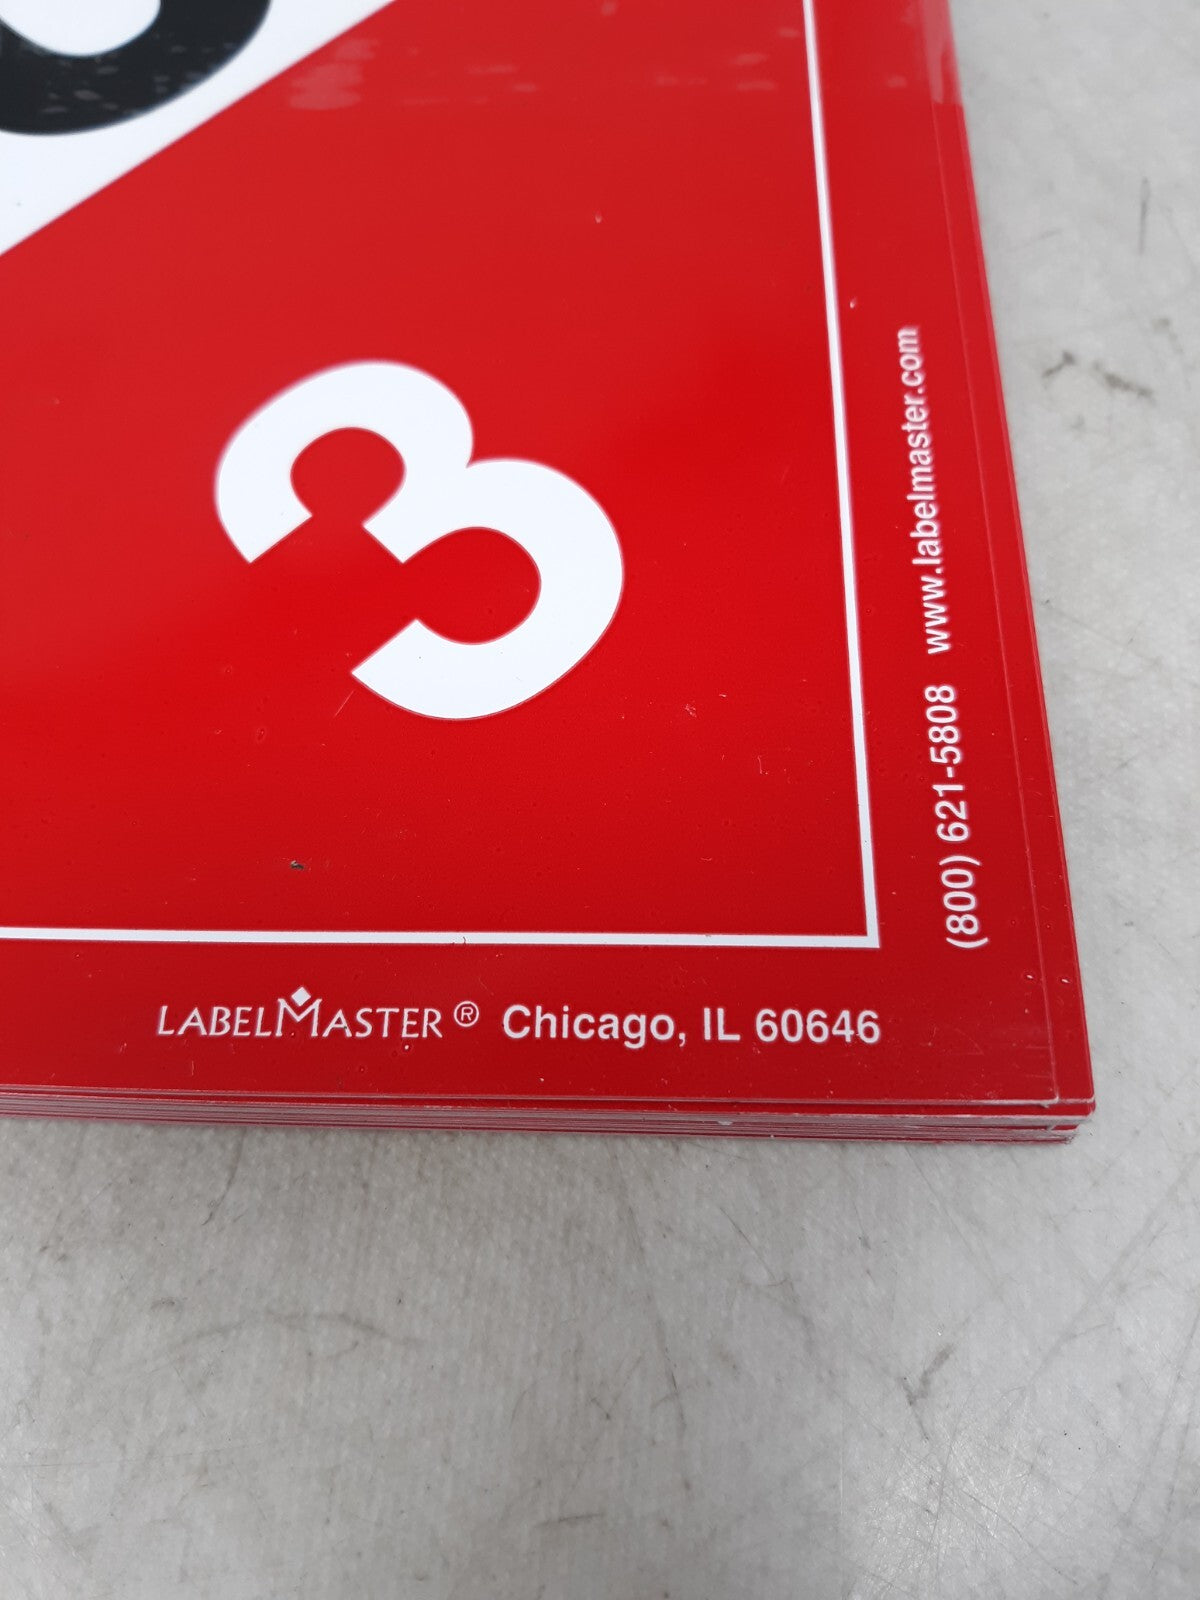 3
LABELMASTER® Chicago, IL 60646
(800) 621-5808 www.labelmaster.com